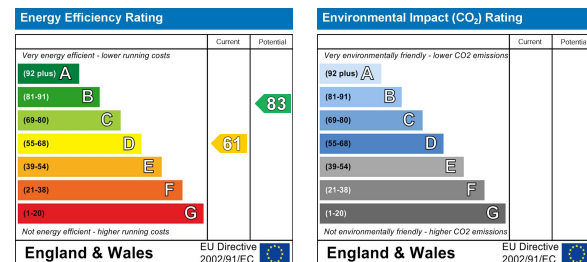 Energy Efficiency Rating
Current Potential
Very energy efficient - lower running costs
(92 plus) A
(81-91) B
(69-80) C
(55-68) D
(39-54) E
(21-38) F
(1-20) G
83
61
Not energy efficient - higher running costs
England & Wales
EU Directive
2002/91/EC
Environmental Impact (CO₂) Rating
Current Potential
Very environmentally friendly - lower CO2 emissions
(92 plus) A
(81-91) B
(69-80) C
(55-68) D
(39-54) E
(21-38) F
(1-20) G
Not environmentally friendly - higher CO2 emissions
England & Wales
EU Directive
2002/91/EC